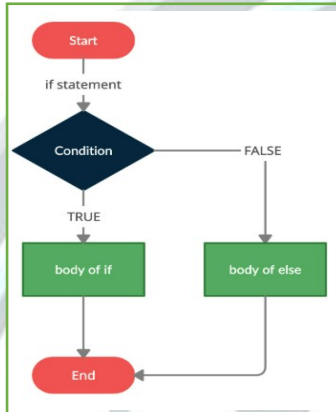 Start
if statement
Condition
FALSE
TRUE
body of if
body of else
End